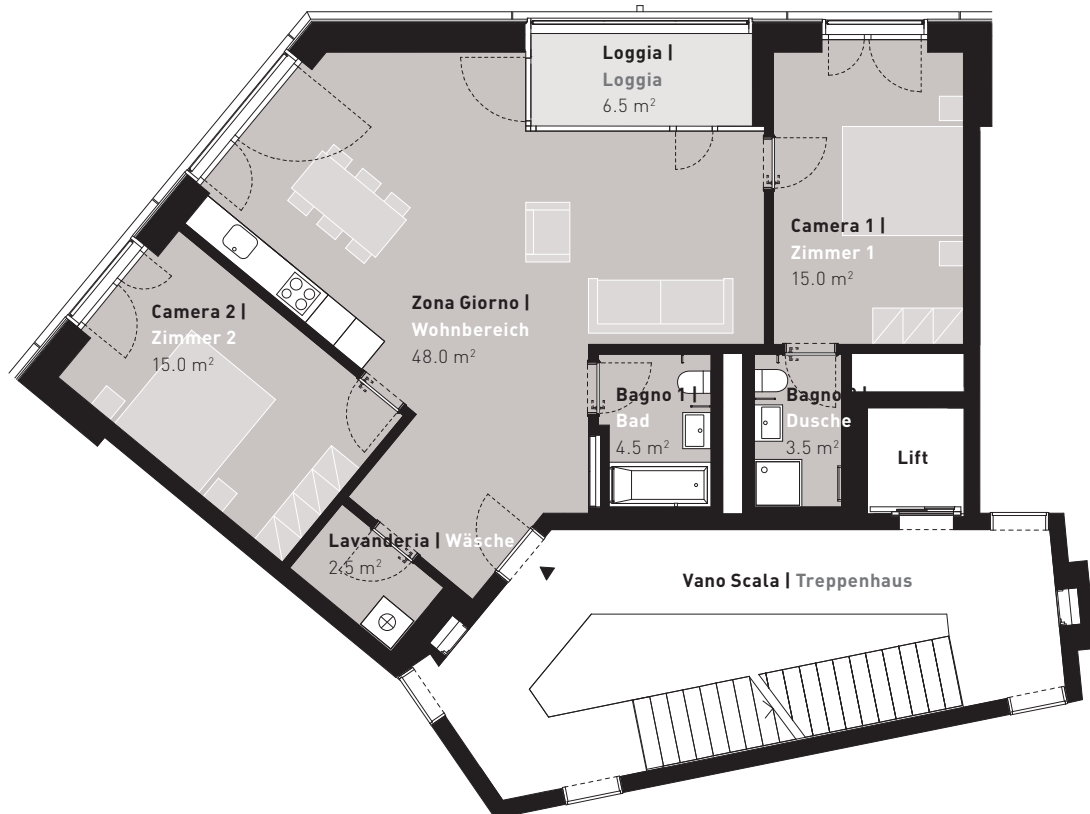 Loggia |
Loggia
6.5 m²
Camera 1 |
Zimmer 1
15.0 m²
Camera 2 |
Zimmer 2
15.0 m²
Zona Giorno |
Wohnbereich
48.0 m²
Bagno 1 |
Bad
4.5 m²
Bagno 2 |
Dusche
3.5 m²
Lift
Lavanderia | Wäsche
2.5 m²
Vano Scala | Treppenhaus